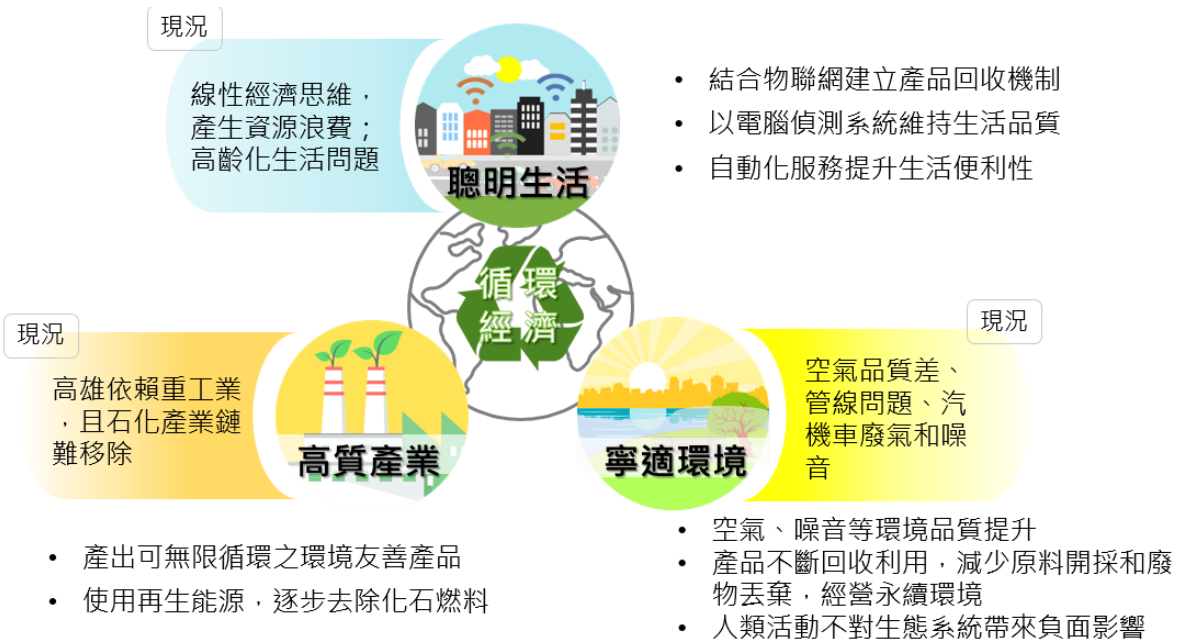 現況
線性經濟思維，
產生資源浪費；
高齡化生活問題
聰明生活
• 結合物聯網建立產品回收機制
• 以電腦偵測系統維持生活品質
• 自動化服務提升生活便利性
循環
經濟
現況
高雄依賴重工業
，且石化產業鏈
難移除
高質產業
• 產出可無限循環之環境友善產品
• 使用再生能源，逐步去除化石燃料
現況
空氣品質差、
管線問題、汽
機車廢氣和噪
音
寧適環境
• 空氣、噪音等環境品質提升
• 產品不斷回收利用，減少原料開採和廢
物丟棄，經營永續環境
• 人類活動不對生態系統帶來負面影響